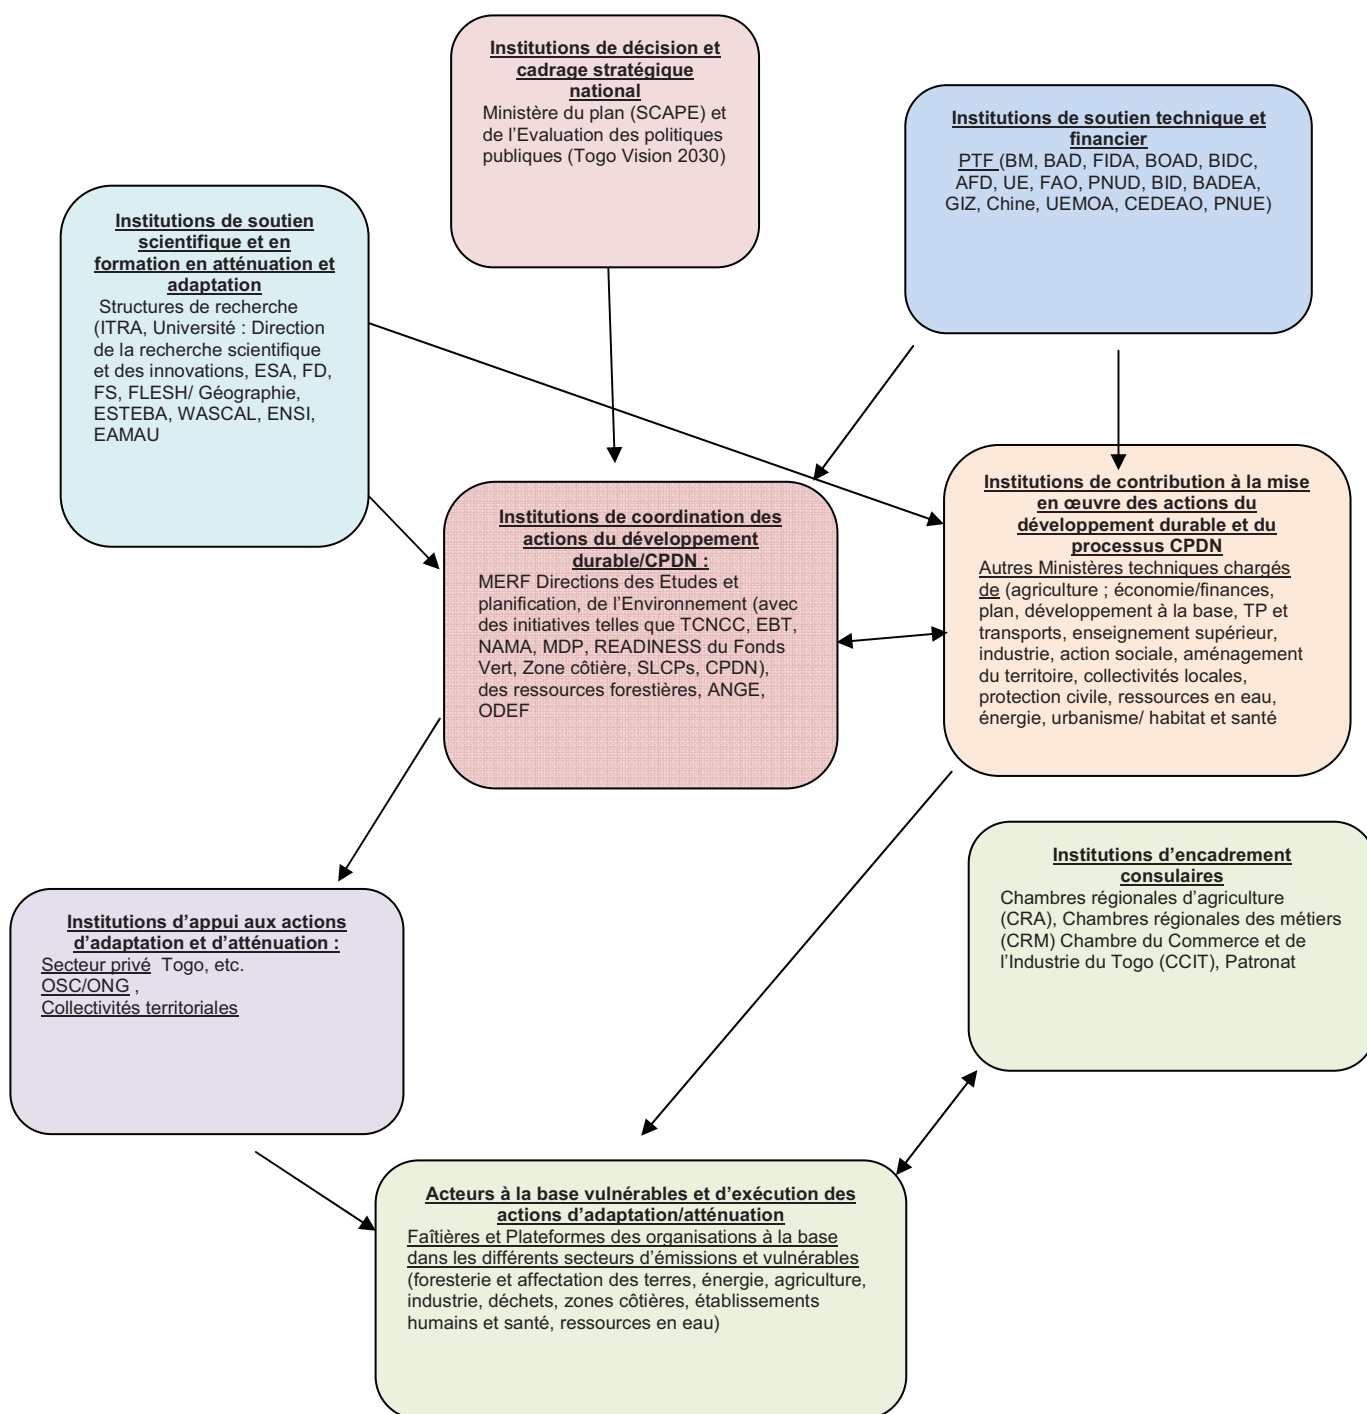 Institutions de décision et
cadrage stratégique
national
Ministère du plan (SCAPE) et
de l’Evaluation des politiques
publiques (Togo Vision 2030)
Institutions de soutien technique et
financier
PTF (BM, BAD, FIDA, BOAD, BIDC,
AFD, UE, FAO, PNUD, BID, BADEA,
GIZ, Chine, UEMOA, CEDEAO, PNUE)
Institutions de soutien
scientifique et en
formation en atténuation et
adaptation
Structures de recherche
(ITRA, Université : Direction
de la recherche scientifique
et des innovations, ESA, FD,
FS, FLESH/ Géographie,
ESTEBA, WASCAL, ENSI,
EAMAU
Institutions de coordination des
actions du développement
durable/CPDN :
MERF Directions des Etudes et
planification, de l’Environnement (avec
des initiatives telles que TCNCC, EBT,
NAMA, MDP, READINESS du Fonds
Vert, Zone côtière, SLCPs, CPDN),
des ressources forestières, ANGE,
ODEF
Institutions de contribution à la mise
en œuvre des actions du
développement durable et du
processus CPDN
Autres Ministères techniques chargés
de (agriculture ; économie/finances,
plan, développement à la base, TP et
transports, enseignement supérieur,
industrie, action sociale, aménagement
du territoire, collectivités locales,
protection civile, ressources en eau,
énergie, urbanisme/ habitat et santé
Institutions d’encadrement
consulaires
Chambres régionales d’agriculture
(CRA), Chambres régionales des métiers
(CRM) Chambre du Commerce et de
l’Industrie du Togo (CCIT), Patronat
Institutions d’appui aux actions
d’adaptation et d’atténuation :
Secteur privé Togo, etc.
OSC/ONG ,
Collectivités territoriales
Acteurs à la base vulnérables et d’exécution des
actions d’adaptation/atténuation
Faîtières et Plateformes des organisations à la base
dans les différents secteurs d’émissions et vulnérables
(foresterie et affectation des terres, énergie, agriculture,
industrie, déchets, zones côtières, établissements
humains et santé, ressources en eau)